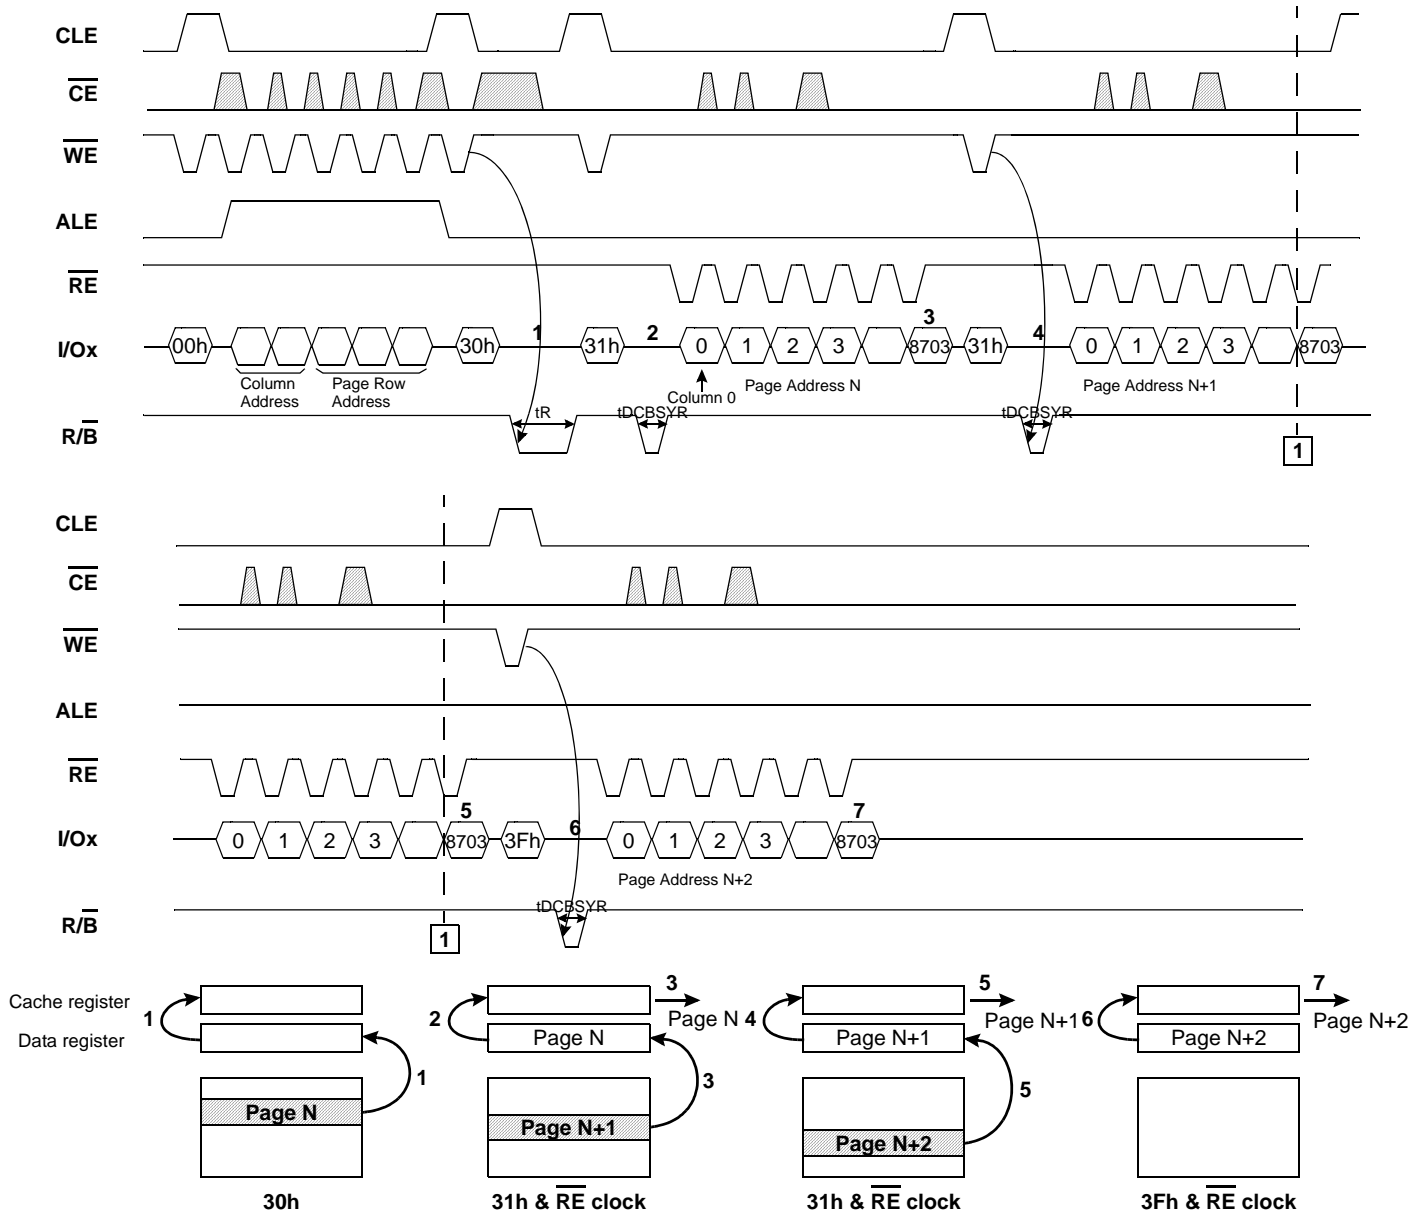 CLE
CE
WE
ALE
RE
I/Ox 00h 30h 1 31h 2 0 1 2 3 3 8703 31h 4 0 1 2 3 8703
Column Address
Page Row Address
Column 0
Page Address N
Page Address N+1
R/B tR tDCBSYR tDCBSYR
1
CLE
CE
WE
ALE
RE
I/Ox 0 1 2 3 5 8703 3Fh 6 0 1 2 3 7 8703
Page Address N+2
R/B tDCBSYR
1
Cache register
Data register
1
1
Page N
30h
2
3
Page N
Page N
3
Page N+1
31h & RE clock
4
5
Page N+1
Page N+1
5
Page N+2
31h & RE clock
6
7
Page N+2
Page N+2
3Fh & RE clock